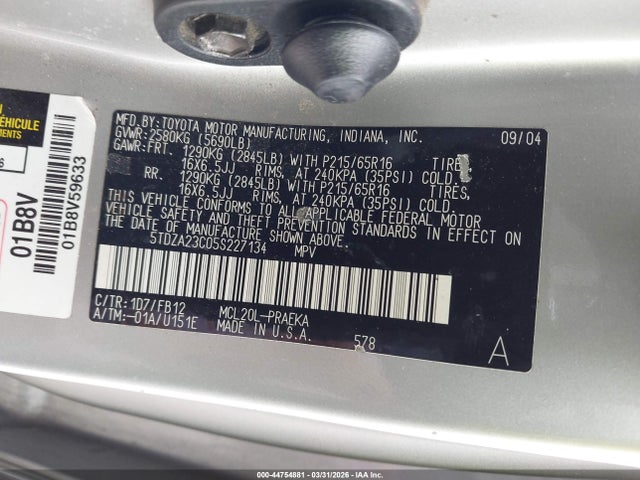 MFD.BY:TOYOTA MOTOR MANUFACTURING, INDIANA, INC. 09/04
GVWR:2580KG (5690LB)
GAWR:FRT. 1290KG (2845LB) WITH P215/65R16 TIRES,
16X6.5JJ RIMS, AT 240KPA (35PSI) COLD.
RR. 1290KG (2845LB) WITH P215/65R16 TIRES,
16X6.5JJ RIMS, AT 240KPA (35PSI) COLD.
THIS VEHICLE CONFORMS TO ALL APPLICABLE FEDERAL MOTOR
VEHICLE SAFETY AND THEFT PREVENTION STANDARDS IN EFFECT ON
THE DATE OF MANUFACTURE SHOWN ABOVE.
5TDZA23C05S227134 MPV
C/TR: 1D7/FB12 MCL20L-PRAEKA
A/TM: -01A/U151E MADE IN U.S.A. 578
A
VEHICULE
EMENTS
01B8V
01B8V59633
000-44754881 - 03/31/2026 - IAA Inc.